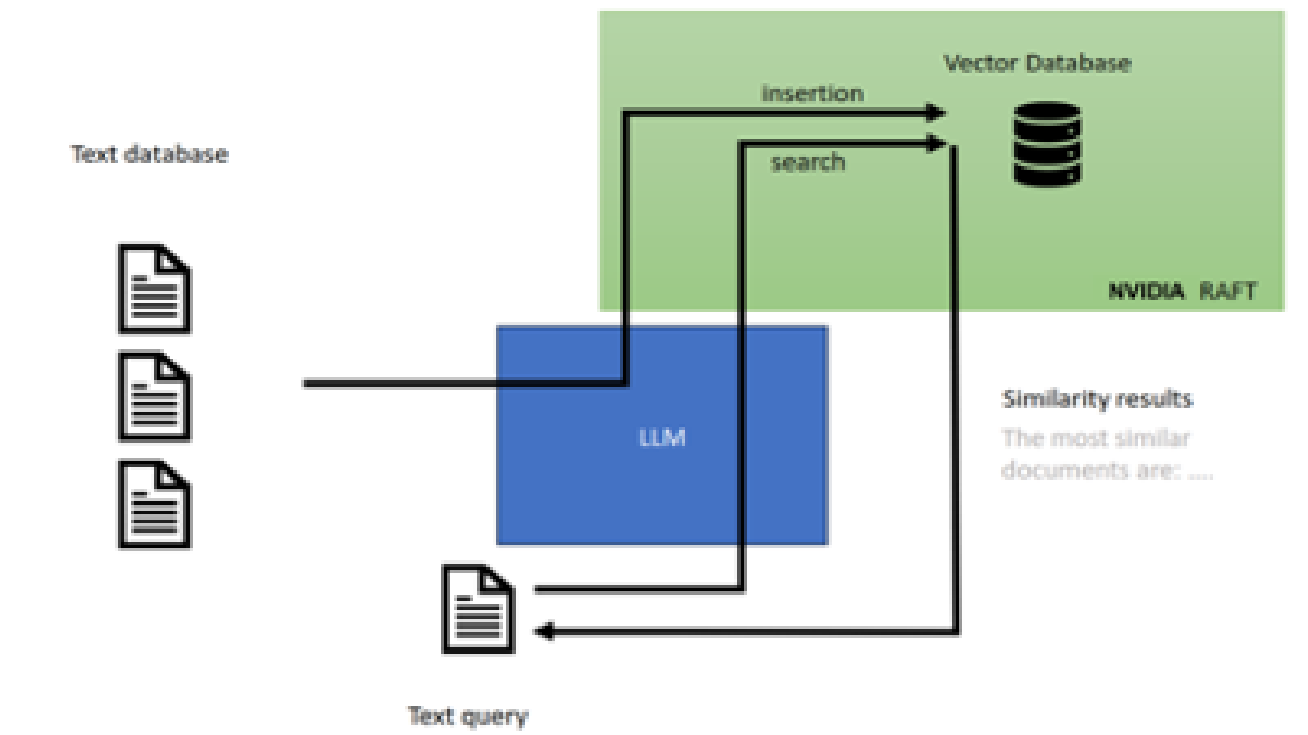 Vector Database
insertion
Text database
search
NVIDIA RAFT
Similarity results
The most similar
documents are: ....
LLM
Text query